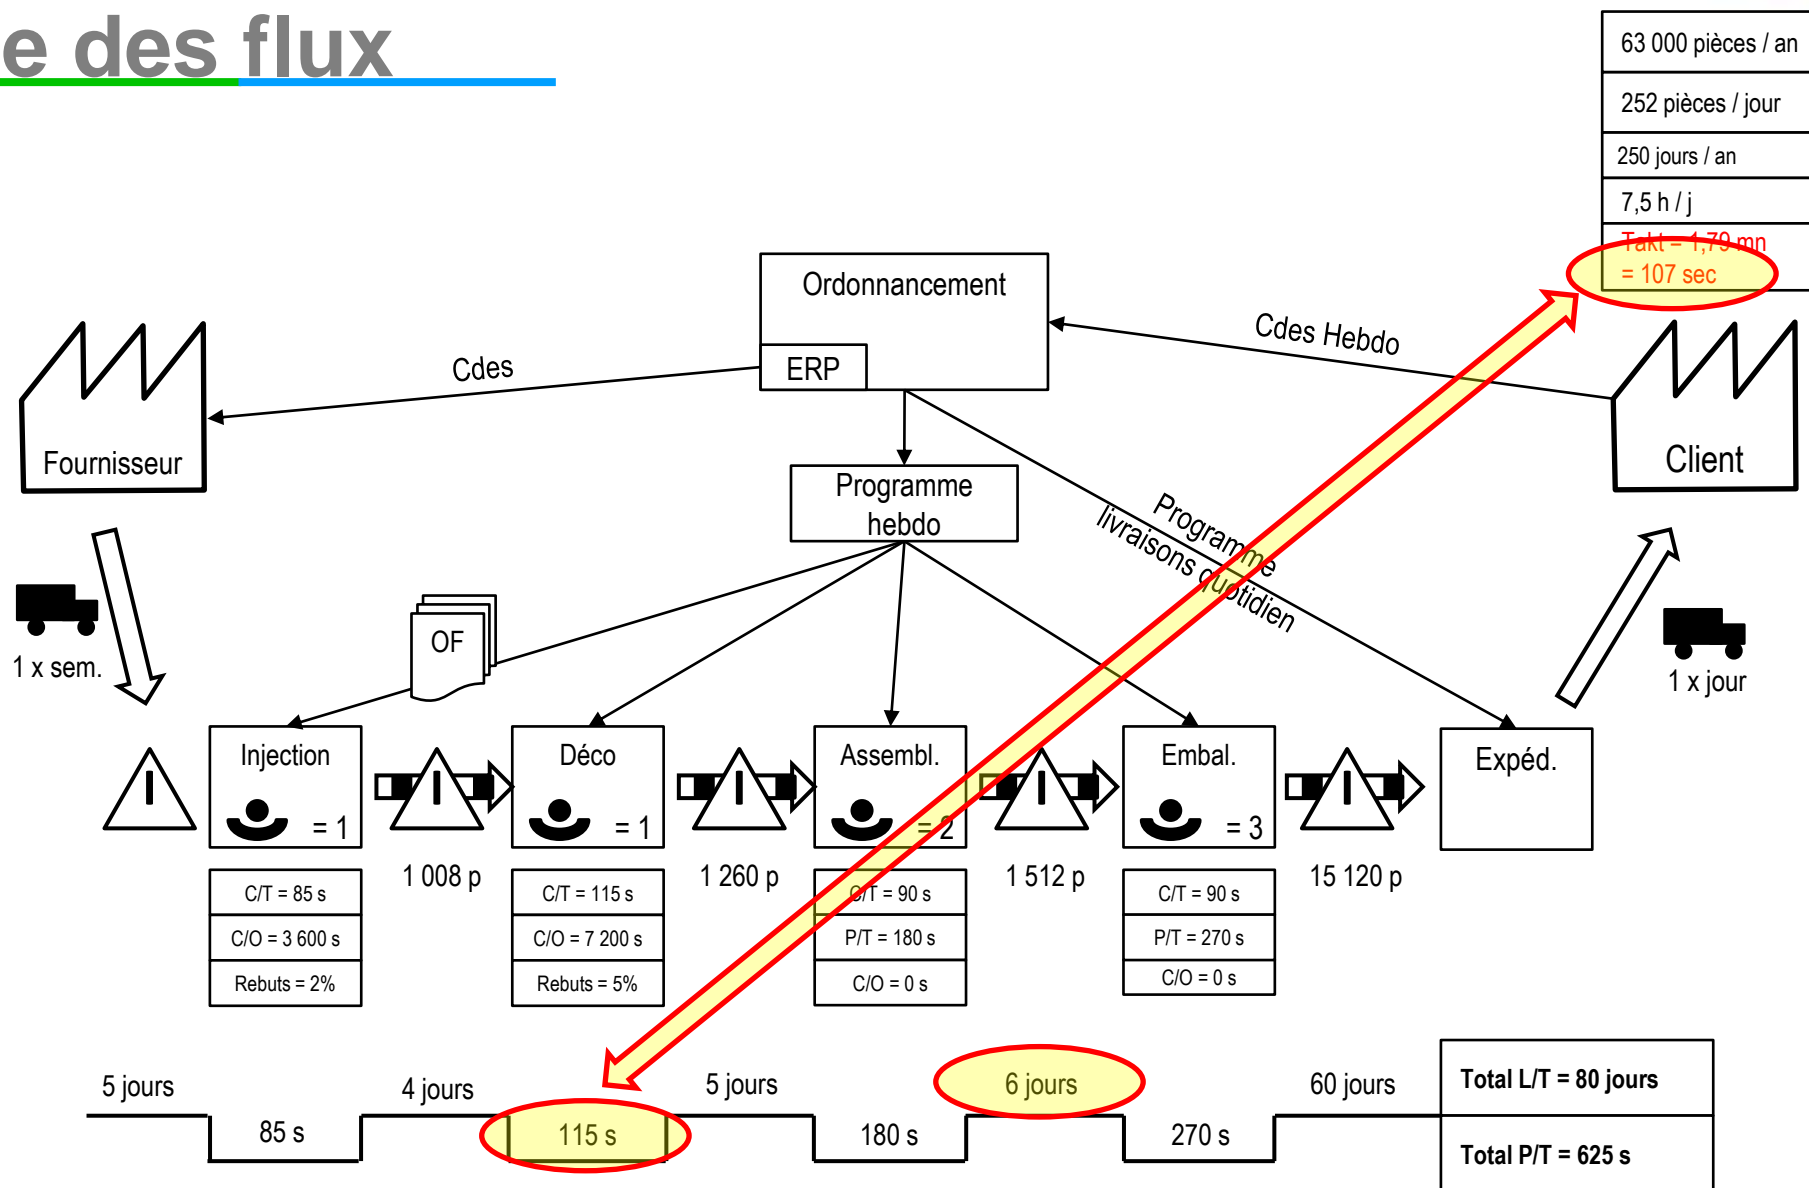 e des flux
63 000 pièces / an
252 pièces / jour
250 jours / an
7,5 h / j
Takt = 1,79 mn
= 107 sec
Ordonnancement
ERP
Cdes
Cdes Hebdo
Fournisseur
Client
Programme
hebdo
Programme
livraisons quotidien
OF
1 x sem.
1 x jour
Injection
= 1
Déco
= 1
Assembl.
= 2
Embal.
= 3
Expéd.
1 008 p
1 260 p
1 512 p
15 120 p
C/T = 85 s
C/O = 3 600 s
Rebuts = 2%
C/T = 115 s
C/O = 7 200 s
Rebuts = 5%
C/T = 90 s
P/T = 180 s
C/O = 0 s
C/T = 90 s
P/T = 270 s
C/O = 0 s
5 jours
85 s
4 jours
115 s
5 jours
180 s
6 jours
270 s
60 jours
Total L/T = 80 jours
Total P/T = 625 s